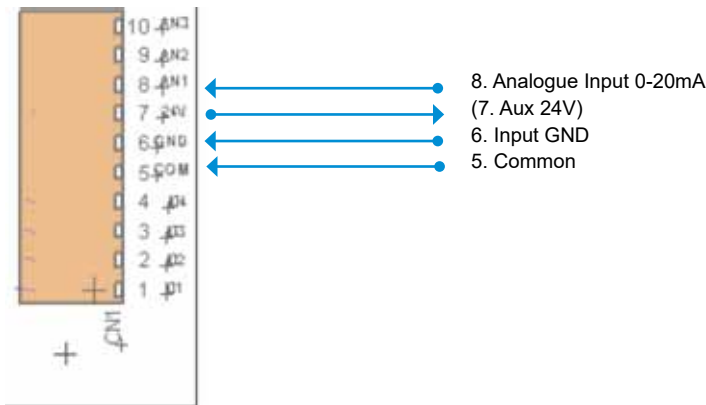 10 AN3
9 AN2
8 AN1
7 24V
6 GND
5 COM
4 D4
3 D3
2 D2
1 D1
CN1
8. Analogue Input 0-20mA
(7. Aux 24V)
6. Input GND
5. Common